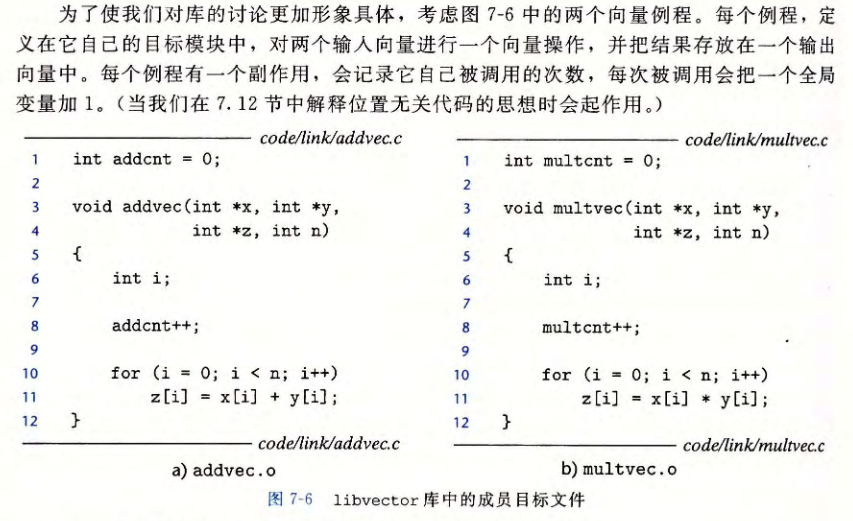 为了使我们对库的讨论更加形象具体，考虑图 7-6 中的两个向量例程。每个例程，定
义在它自己的目标模块中，对两个输入向量进行一个向量操作，并把结果存放在一个输出
向量中。每个例程有一个副作用，会记录它自己被调用的次数，每次被调用会把一个全局
变量加 1。（当我们在 7.12 节中解释位置无关代码的思想时会起作用。）
code/link/addvec.c
1 int addcnt = 0;
2
3 void addvec(int *x, int *y,
4 int *z, int n)
5 {
6 int i;
7
8 addcnt++;
9
10 for (i = 0; i < n; i++)
11 z[i] = x[i] + y[i];
12 }
code/link/addvec.c
a) addvec.o
code/link/multvec.c
1 int multcnt = 0;
2
3 void multvec(int *x, int *y,
4 int *z, int n)
5 {
6 int i;
7
8 multcnt++;
9
10 for (i = 0; i < n; i++)
11 z[i] = x[i] * y[i];
12 }
code/link/multvec.c
b) multvec.o
图 7-6 libvector 库中的成员目标文件